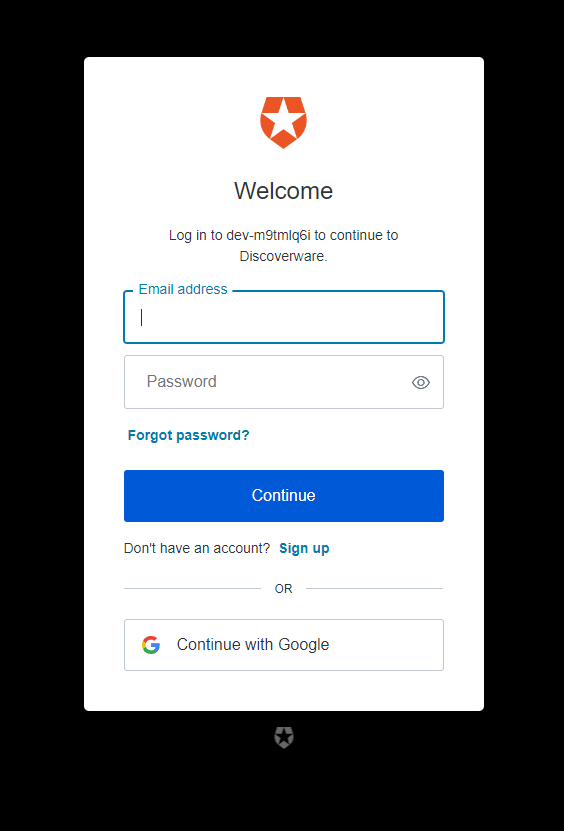 Welcome
Log in to dev-m9tmlq6i to continue to
Discoverware.
Email address
Password
Forgot password?
Continue
Don't have an account? Sign up
OR
Continue with Google